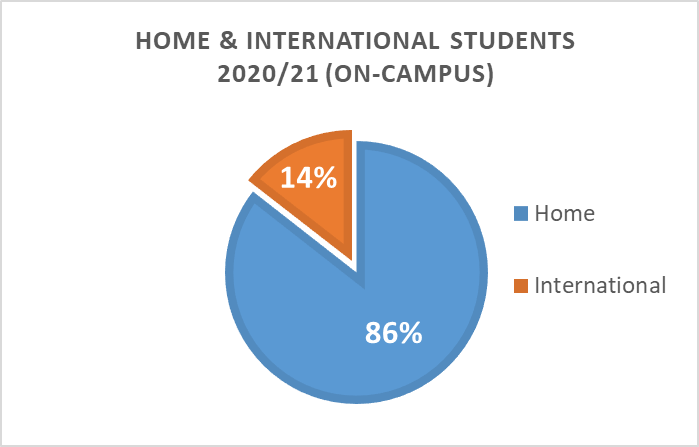 HOME & INTERNATIONAL STUDENTS
2020/21 (ON-CAMPUS)
14%
Home
International
86%